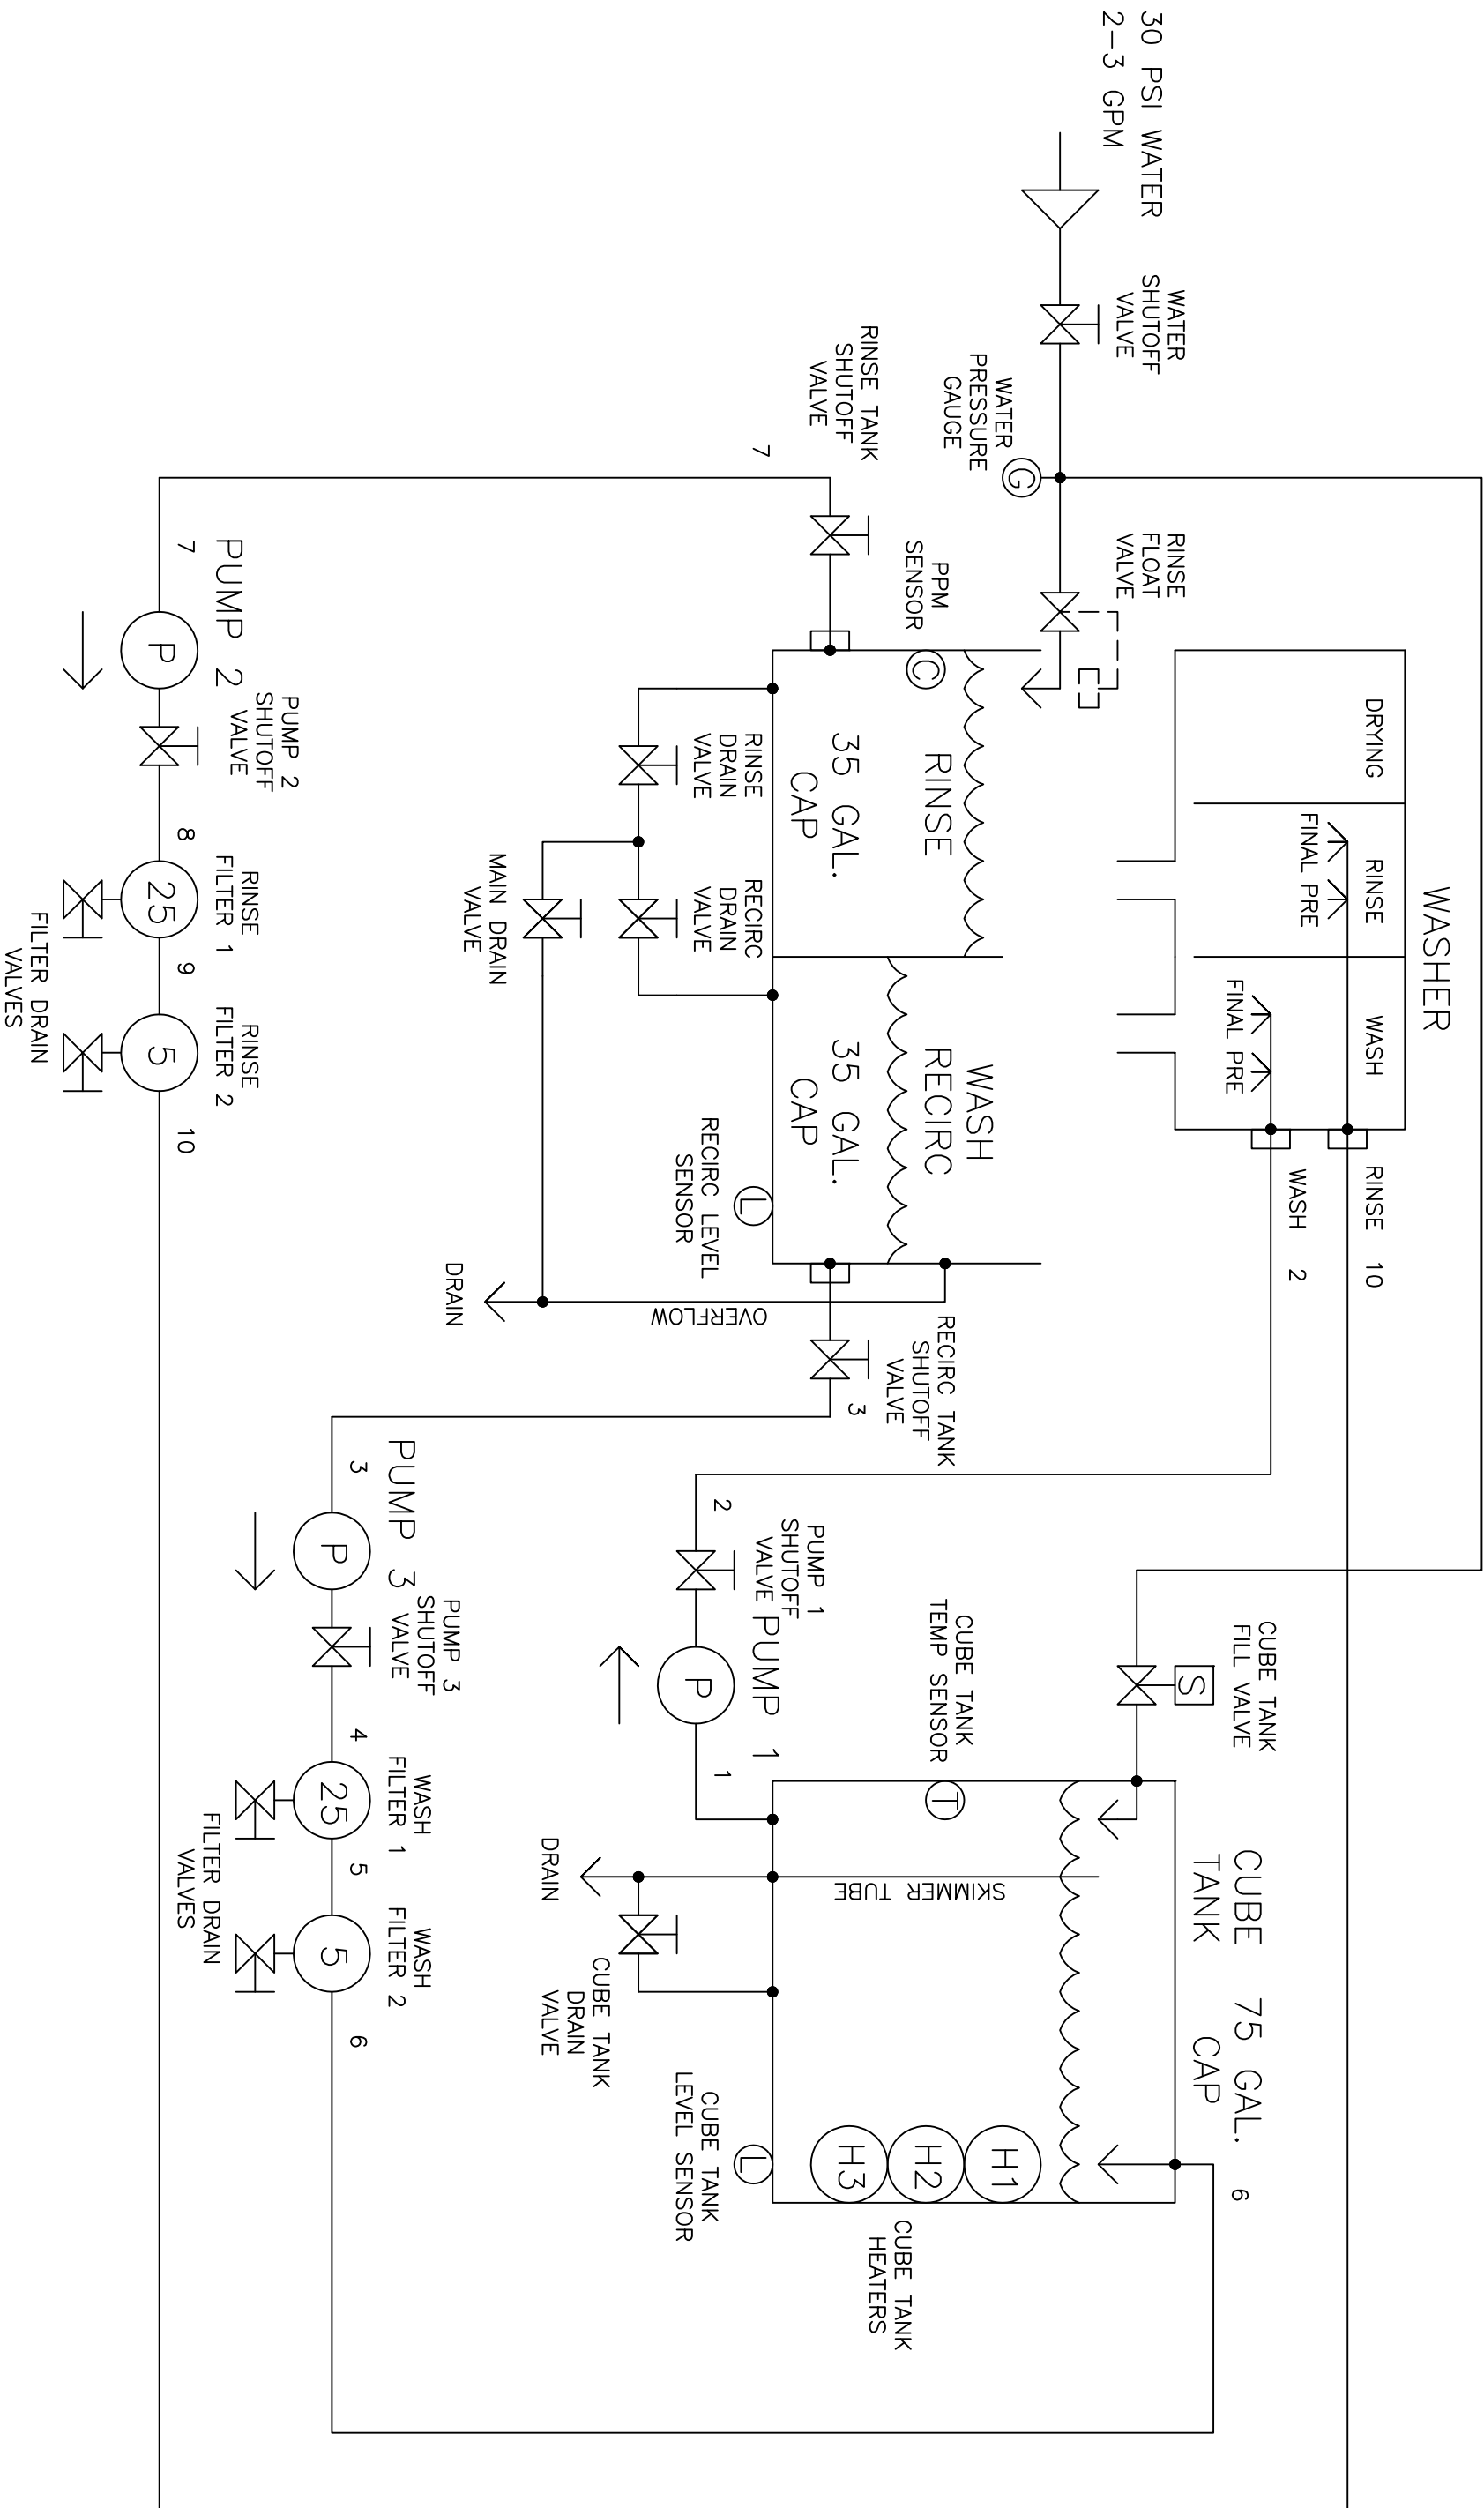 WASHER
DRYING
RINSE
WASH
FINAL PRE
FINAL PRE
RINSE 10
WASH 2
30 PSI WATER
2-3 GPM
WATER
SHUTOFF
VALVE
WATER
PRESSURE
GAUGE
G
RINSE
FLOAT
VALVE
RINSE TANK
SHUTOFF
VALVE
7
PPM
SENSOR
C
RINSE
35 GAL.
CAP
WASH
RECIRC
35 GAL.
CAP
RINSE
DRAIN
VALVE
RECIRC
DRAIN
VALVE
MAIN DRAIN
VALVE
RECIRC LEVEL
SENSOR
L
OVERFLOW
DRAIN
RECIRC TANK
SHUTOFF
VALVE
3
CUBE TANK
FILL VALVE
S
CUBE
TANK
75 GAL.
CAP
6
CUBE TANK
TEMP SENSOR
T
SKIMMER TUBE
H1
H2
H3
CUBE TANK
HEATERS
CUBE TANK
LEVEL SENSOR
L
CUBE TANK
DRAIN
VALVE
DRAIN
2
PUMP 1
SHUTOFF
VALVE
PUMP 1
P
1
PUMP 3
3
P
PUMP 3
SHUTOFF
VALVE
4
WASH
FILTER 1
25
5
WASH
FILTER 2
5
6
FILTER DRAIN
VALVES
PUMP 2
7
P
PUMP 2
SHUTOFF
VALVE
8
RINSE
FILTER 1
25
9
RINSE
FILTER 2
5
10
FILTER DRAIN
VALVES